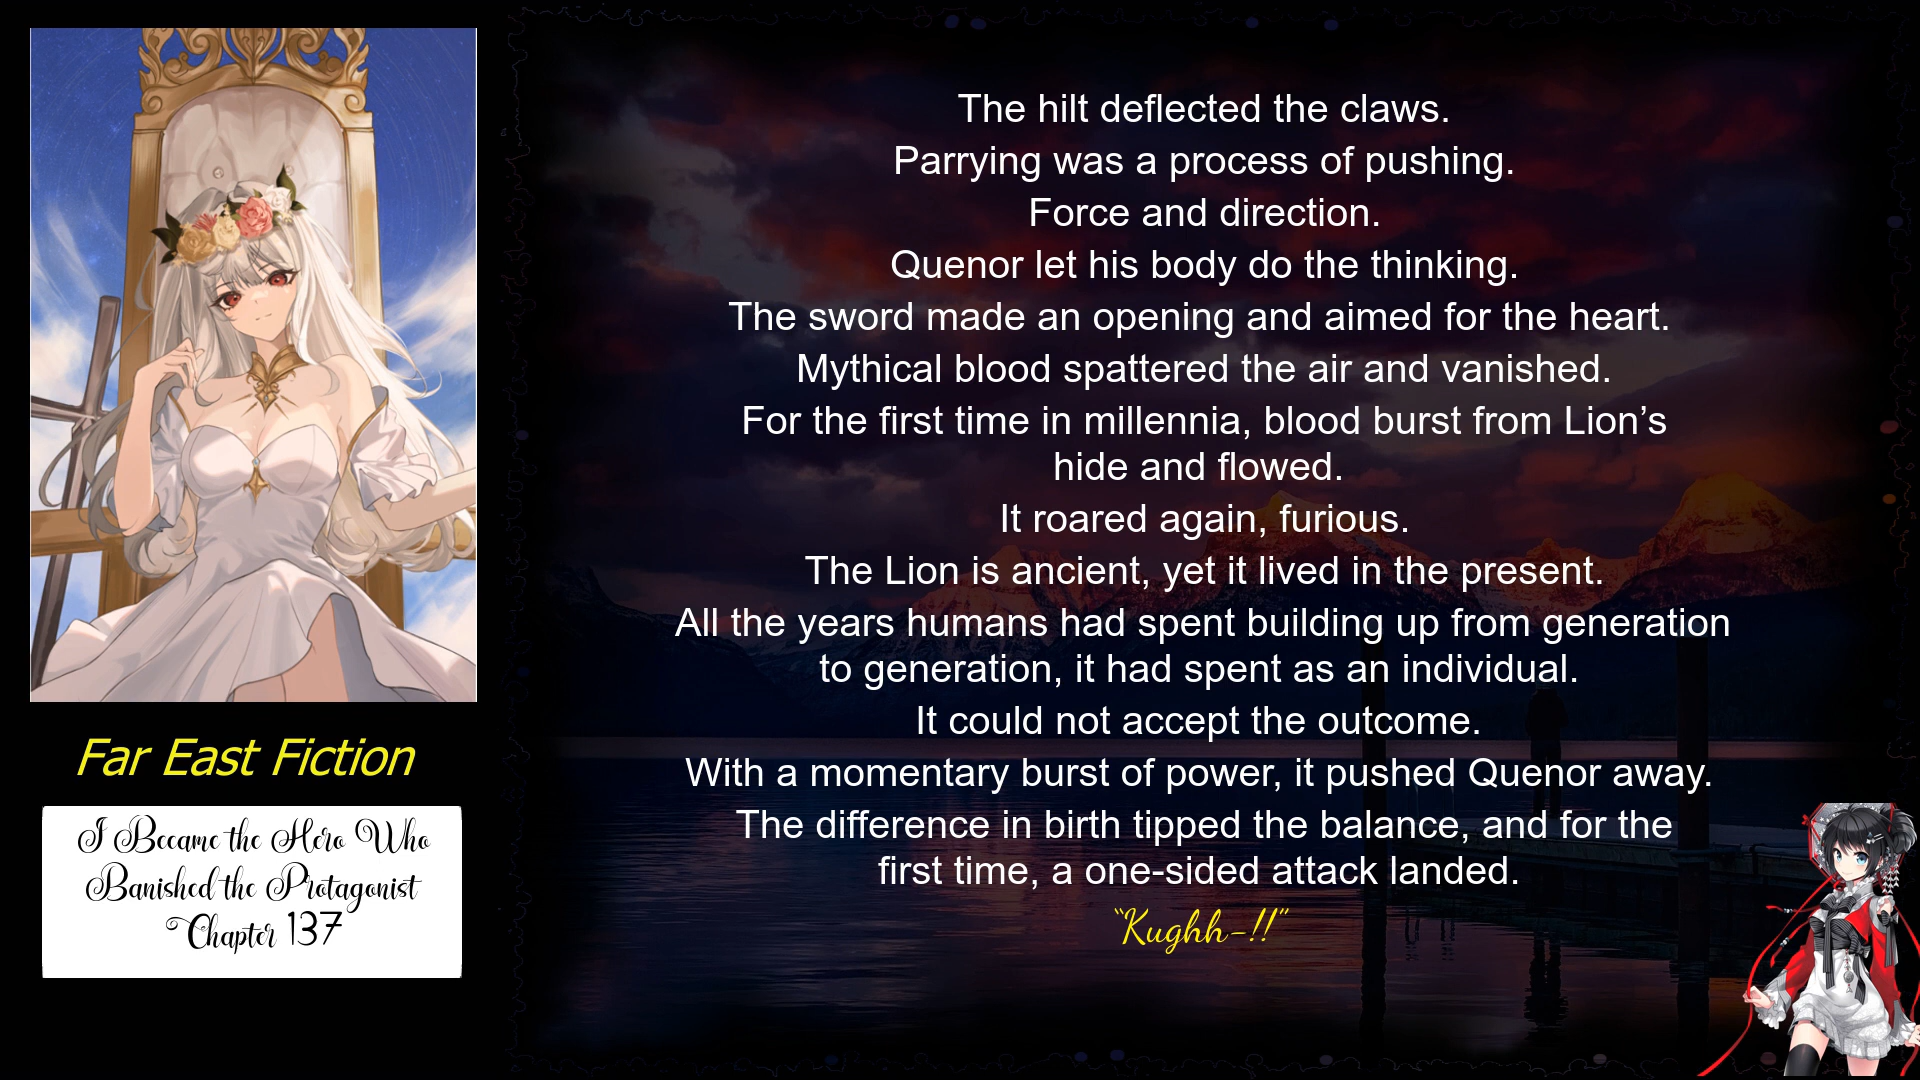 The hilt deflected the claws.
Parrying was a process of pushing.
Force and direction.
Quenor let his body do the thinking.
The sword made an opening and aimed for the heart.
Mythical blood spattered the air and vanished.
For the first time in millennia, blood burst from Lion’s
hide and flowed.
It roared again, furious.
The Lion is ancient, yet it lived in the present.
All the years humans had spent building up from generation
to generation, it had spent as an individual.
It could not accept the outcome.
With a momentary burst of power, it pushed Quenor away.
The difference in birth tipped the balance, and for the
first time, a one-sided attack landed.
“Kughh-!!”
Far East Fiction
I Became the Hero Who
Banished the Protagonist
Chapter 137